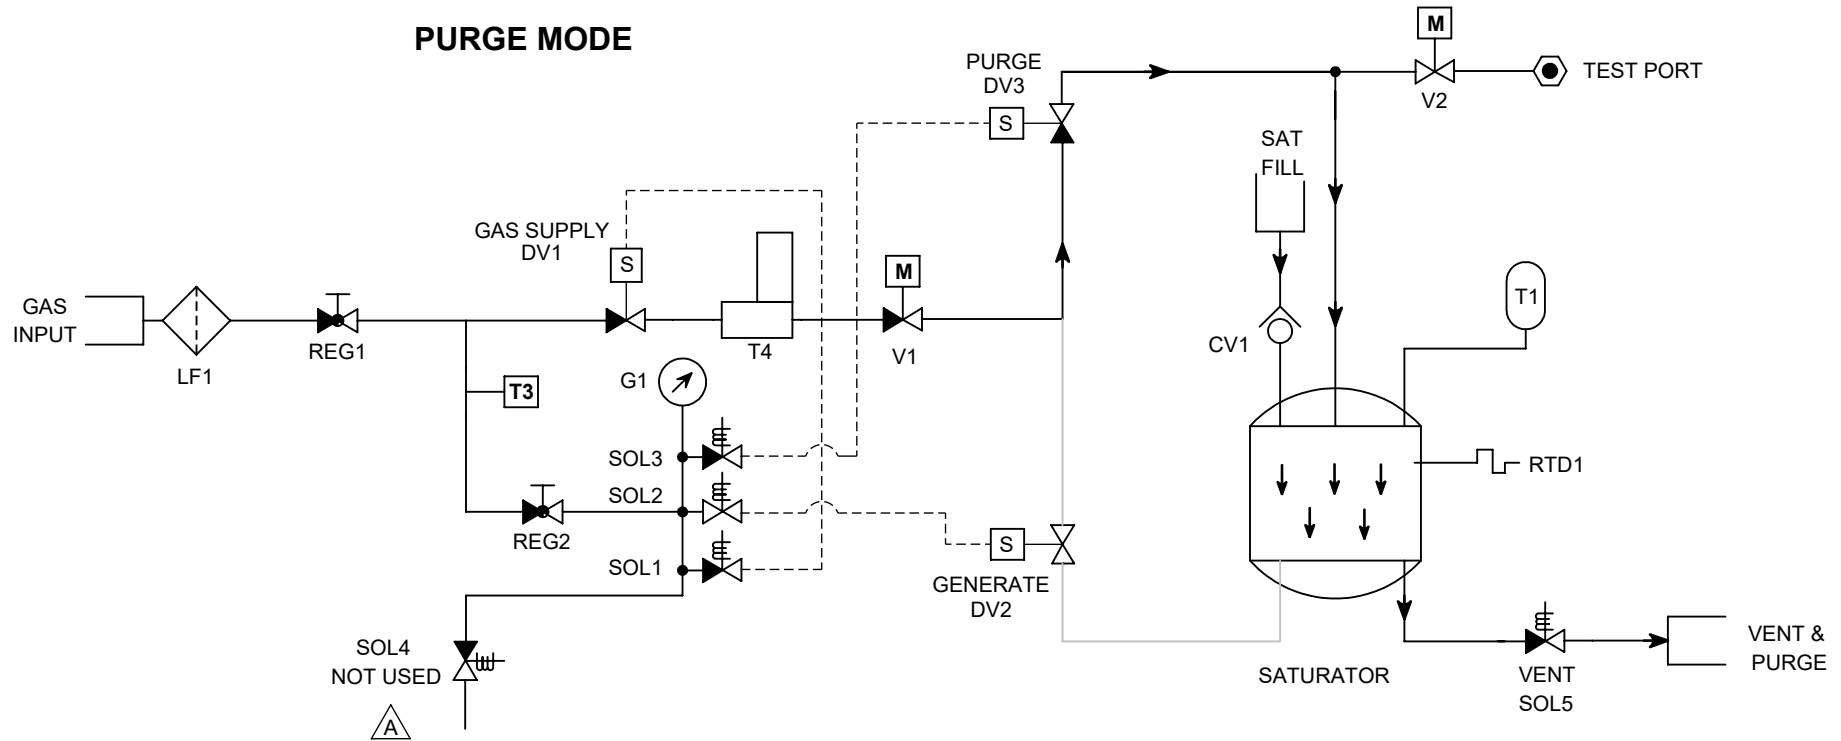 PURGE MODE
M
PURGE
DV3
S
V2
TEST PORT
SAT
FILL
GAS SUPPLY
DV1
S
M
T1
GAS
INPUT
LF1
REG1
T4
V1
CV1
G1
T3
SOL3
RTD1
SOL2
REG2
SOL1
S
GENERATE
DV2
SOL4
NOT USED
A
SATURATOR
VENT
SOL5
VENT &
PURGE